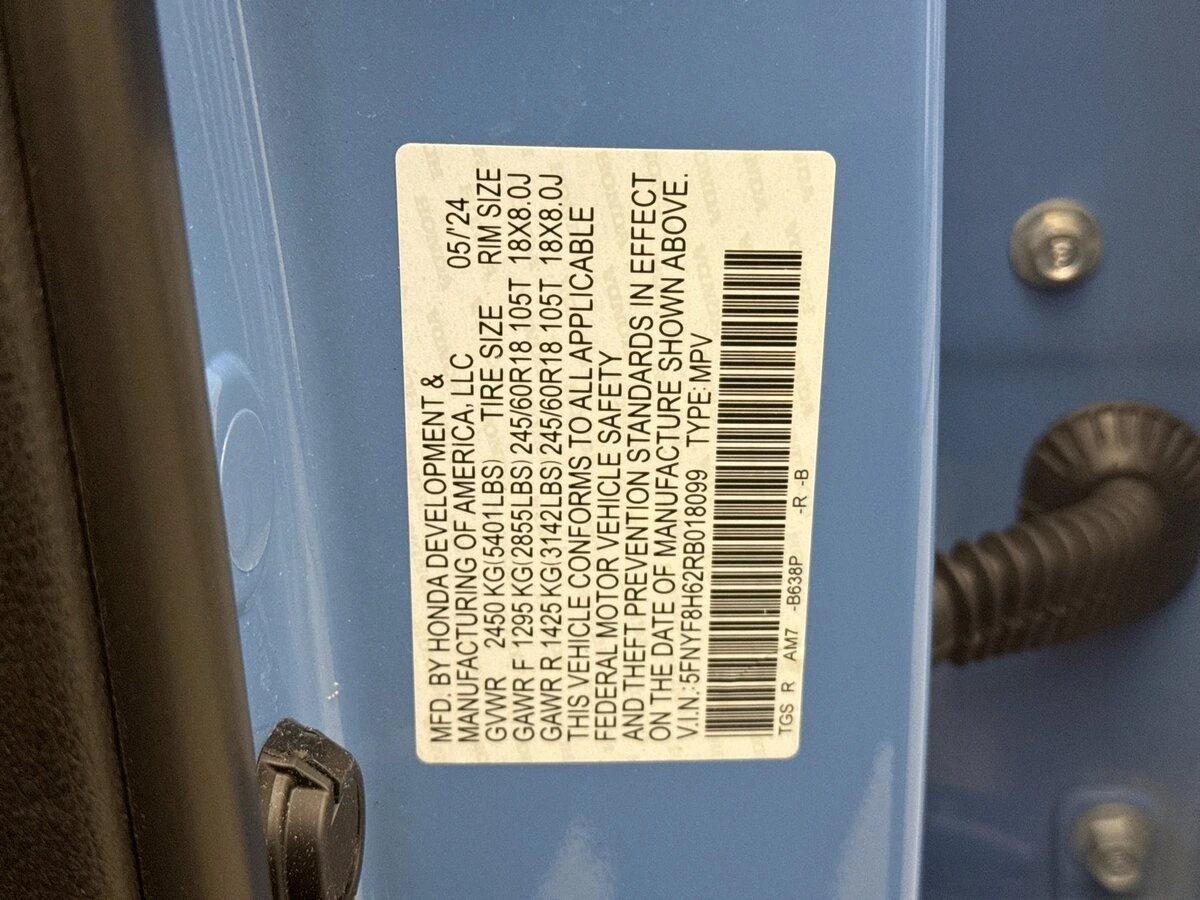 MFD. BY HONDA DEVELOPMENT &
MANUFACTURING OF AMERICA, LLC 05/'24
GVWR 2450 KG(5401LBS) TIRE SIZE RIM SIZE
GAWR F 1295 KG(2855LBS) 245/60R18 105T 18X8.0J
GAWR R 1425 KG(3142LBS) 245/60R18 105T 18X8.0J
THIS VEHICLE CONFORMS TO ALL APPLICABLE
FEDERAL MOTOR VEHICLE SAFETY
AND THEFT PREVENTION STANDARDS IN EFFECT
ON THE DATE OF MANUFACTURE SHOWN ABOVE.
V.I.N.:5FNYF8H62RB018099 TYPE: MPV
TGS R AM7 -B638P -R -B